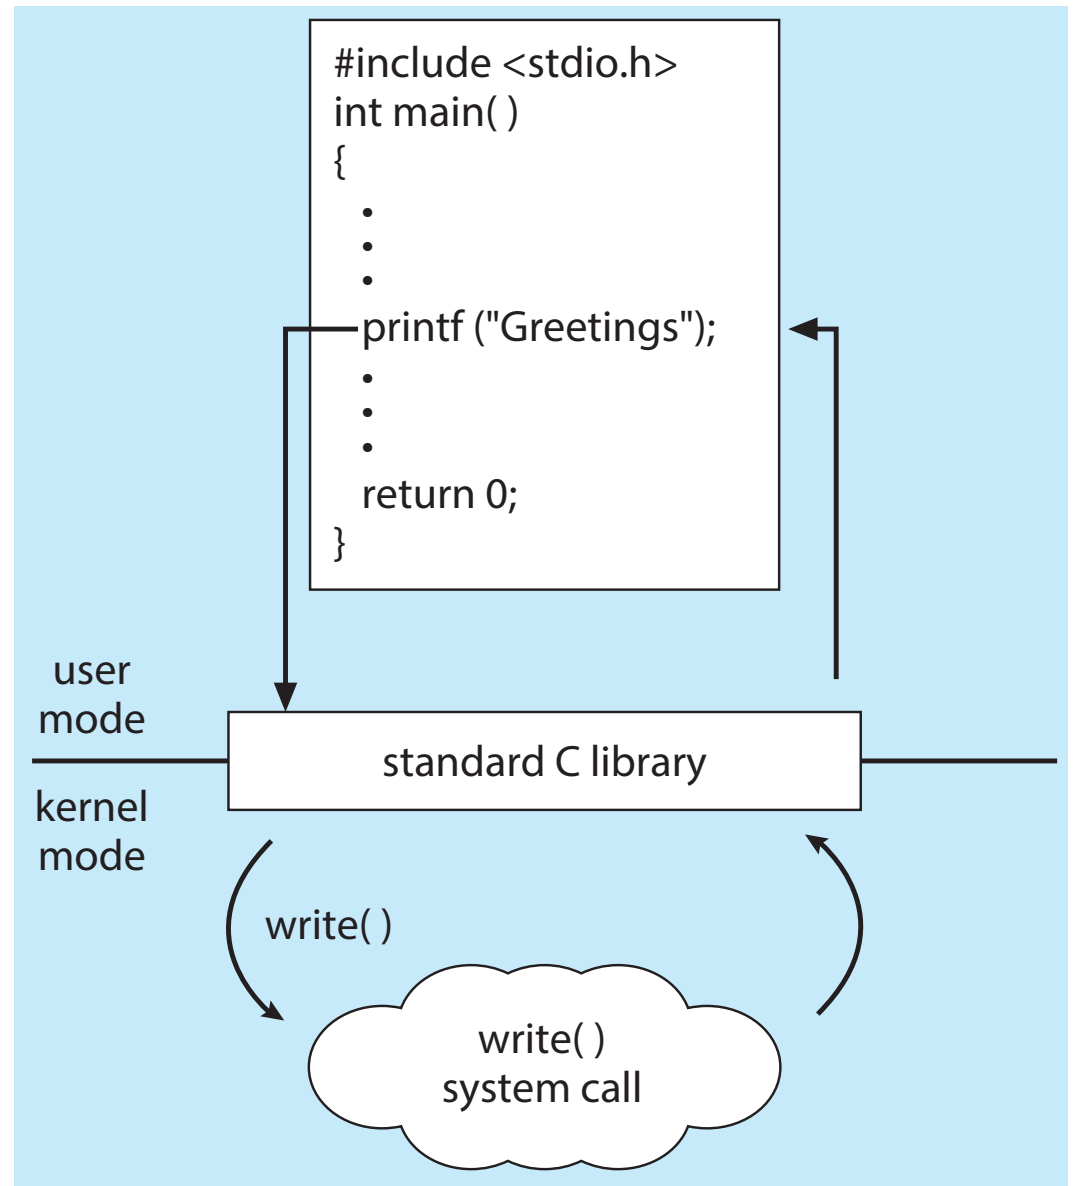 #include <stdio.h>
int main( )
{
•
•
•
printf ("Greetings");
•
•
•
return 0;
}
user
mode
standard C library
kernel
mode
write( )
write( )
system call